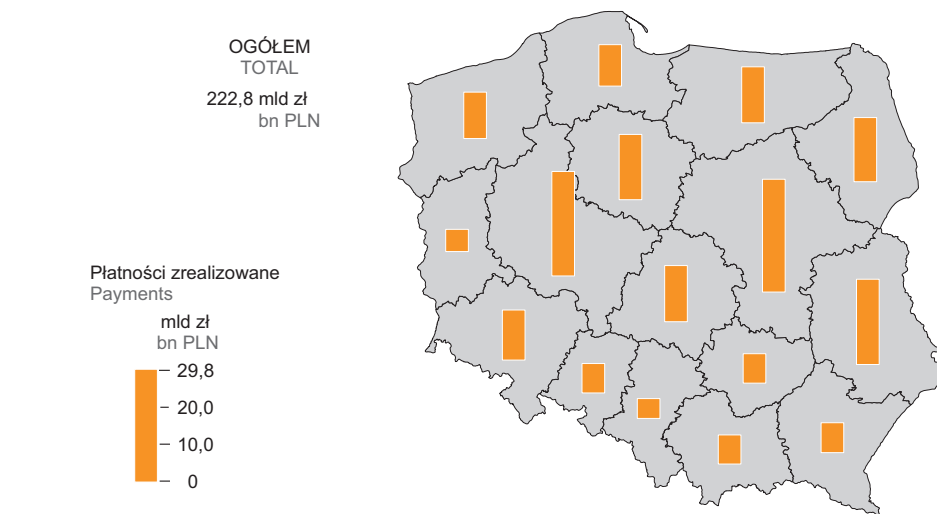 OGÓŁEM
TOTAL
222,8 mld zł
bn PLN
Płatności zrealizowane
Payments
mld zł
bn PLN
29,8
20,0
10,0
0